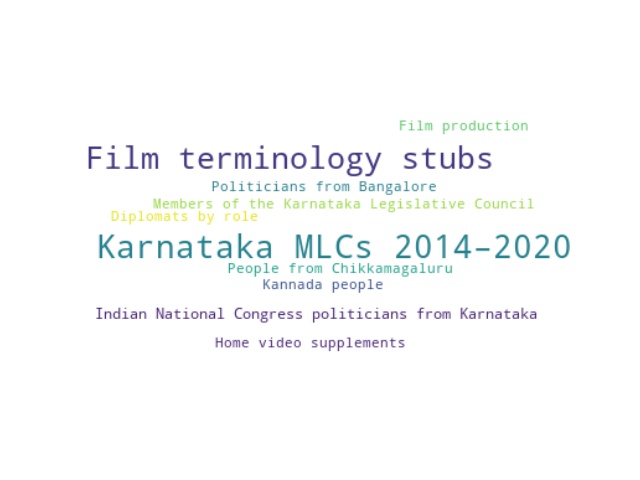 Film production
Film terminology stubs
Politicians from Bangalore
Members of the Karnataka Legislative Council
Diplomats by role
Karnataka MLCs 2014–2020
People from Chikkamagaluru
Kannada people
Indian National Congress politicians from Karnataka
Home video supplements